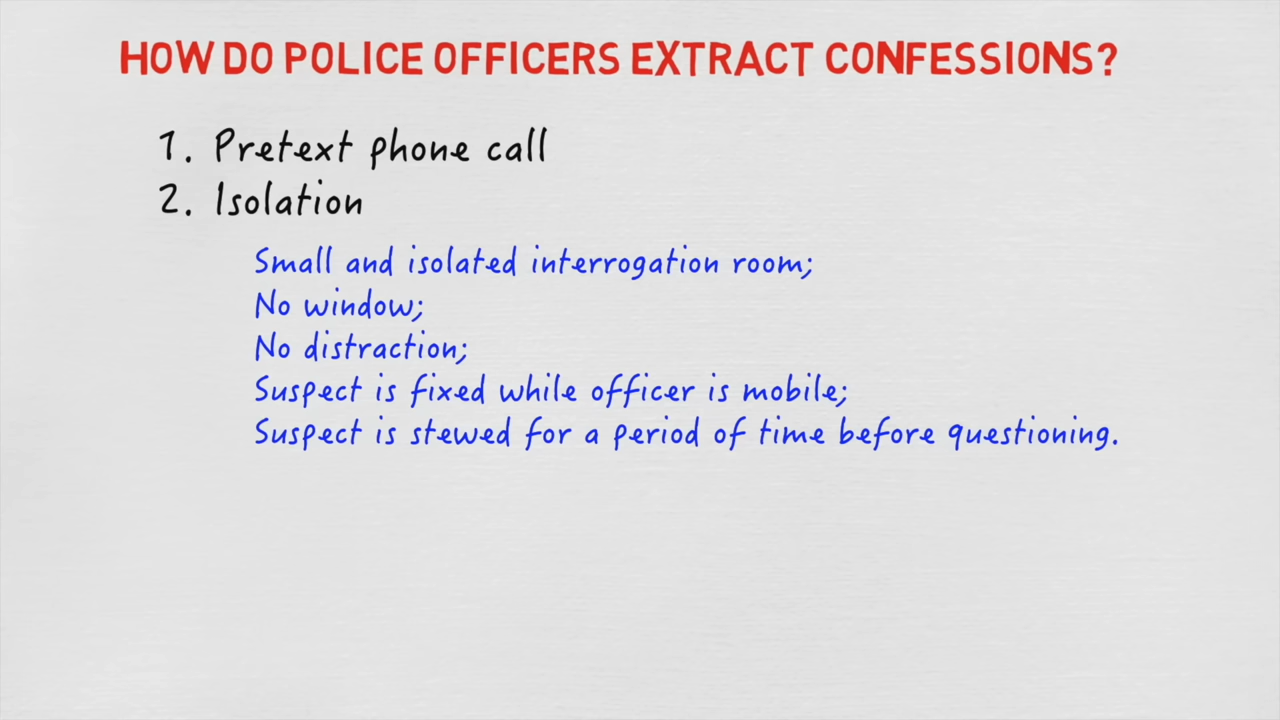 HOW DO POLICE OFFICERS EXTRACT CONFESSIONS?
1. Pretext phone call
2. Isolation
Small and isolated interrogation room;
No window;
No distraction;
Suspect is fixed while officer is mobile;
Suspect is stewed for a period of time before questioning.